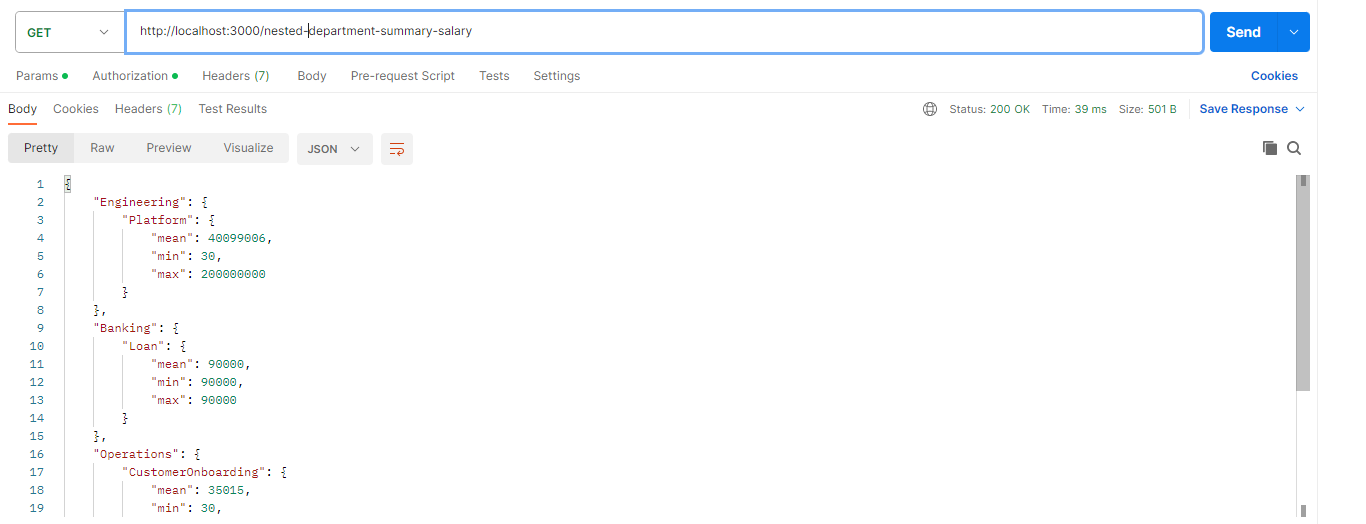 GET http://localhost:3000/nested-department-summary-salary Send
Params Authorization Headers (7) Body Pre-request Script Tests Settings Cookies
Body Cookies Headers (7) Test Results Status: 200 OK Time: 39 ms Size: 501 B Save Response
Pretty Raw Preview Visualize JSON
1 {
2 "Engineering": {
3 "Platform": {
4 "mean": 40099006,
5 "min": 30,
6 "max": 200000000
7 }
8 },
9 "Banking": {
10 "Loan": {
11 "mean": 90000,
12 "min": 90000,
13 "max": 90000
14 }
15 },
16 "Operations": {
17 "CustomerOnboarding": {
18 "mean": 35015,
19 "min": 30,